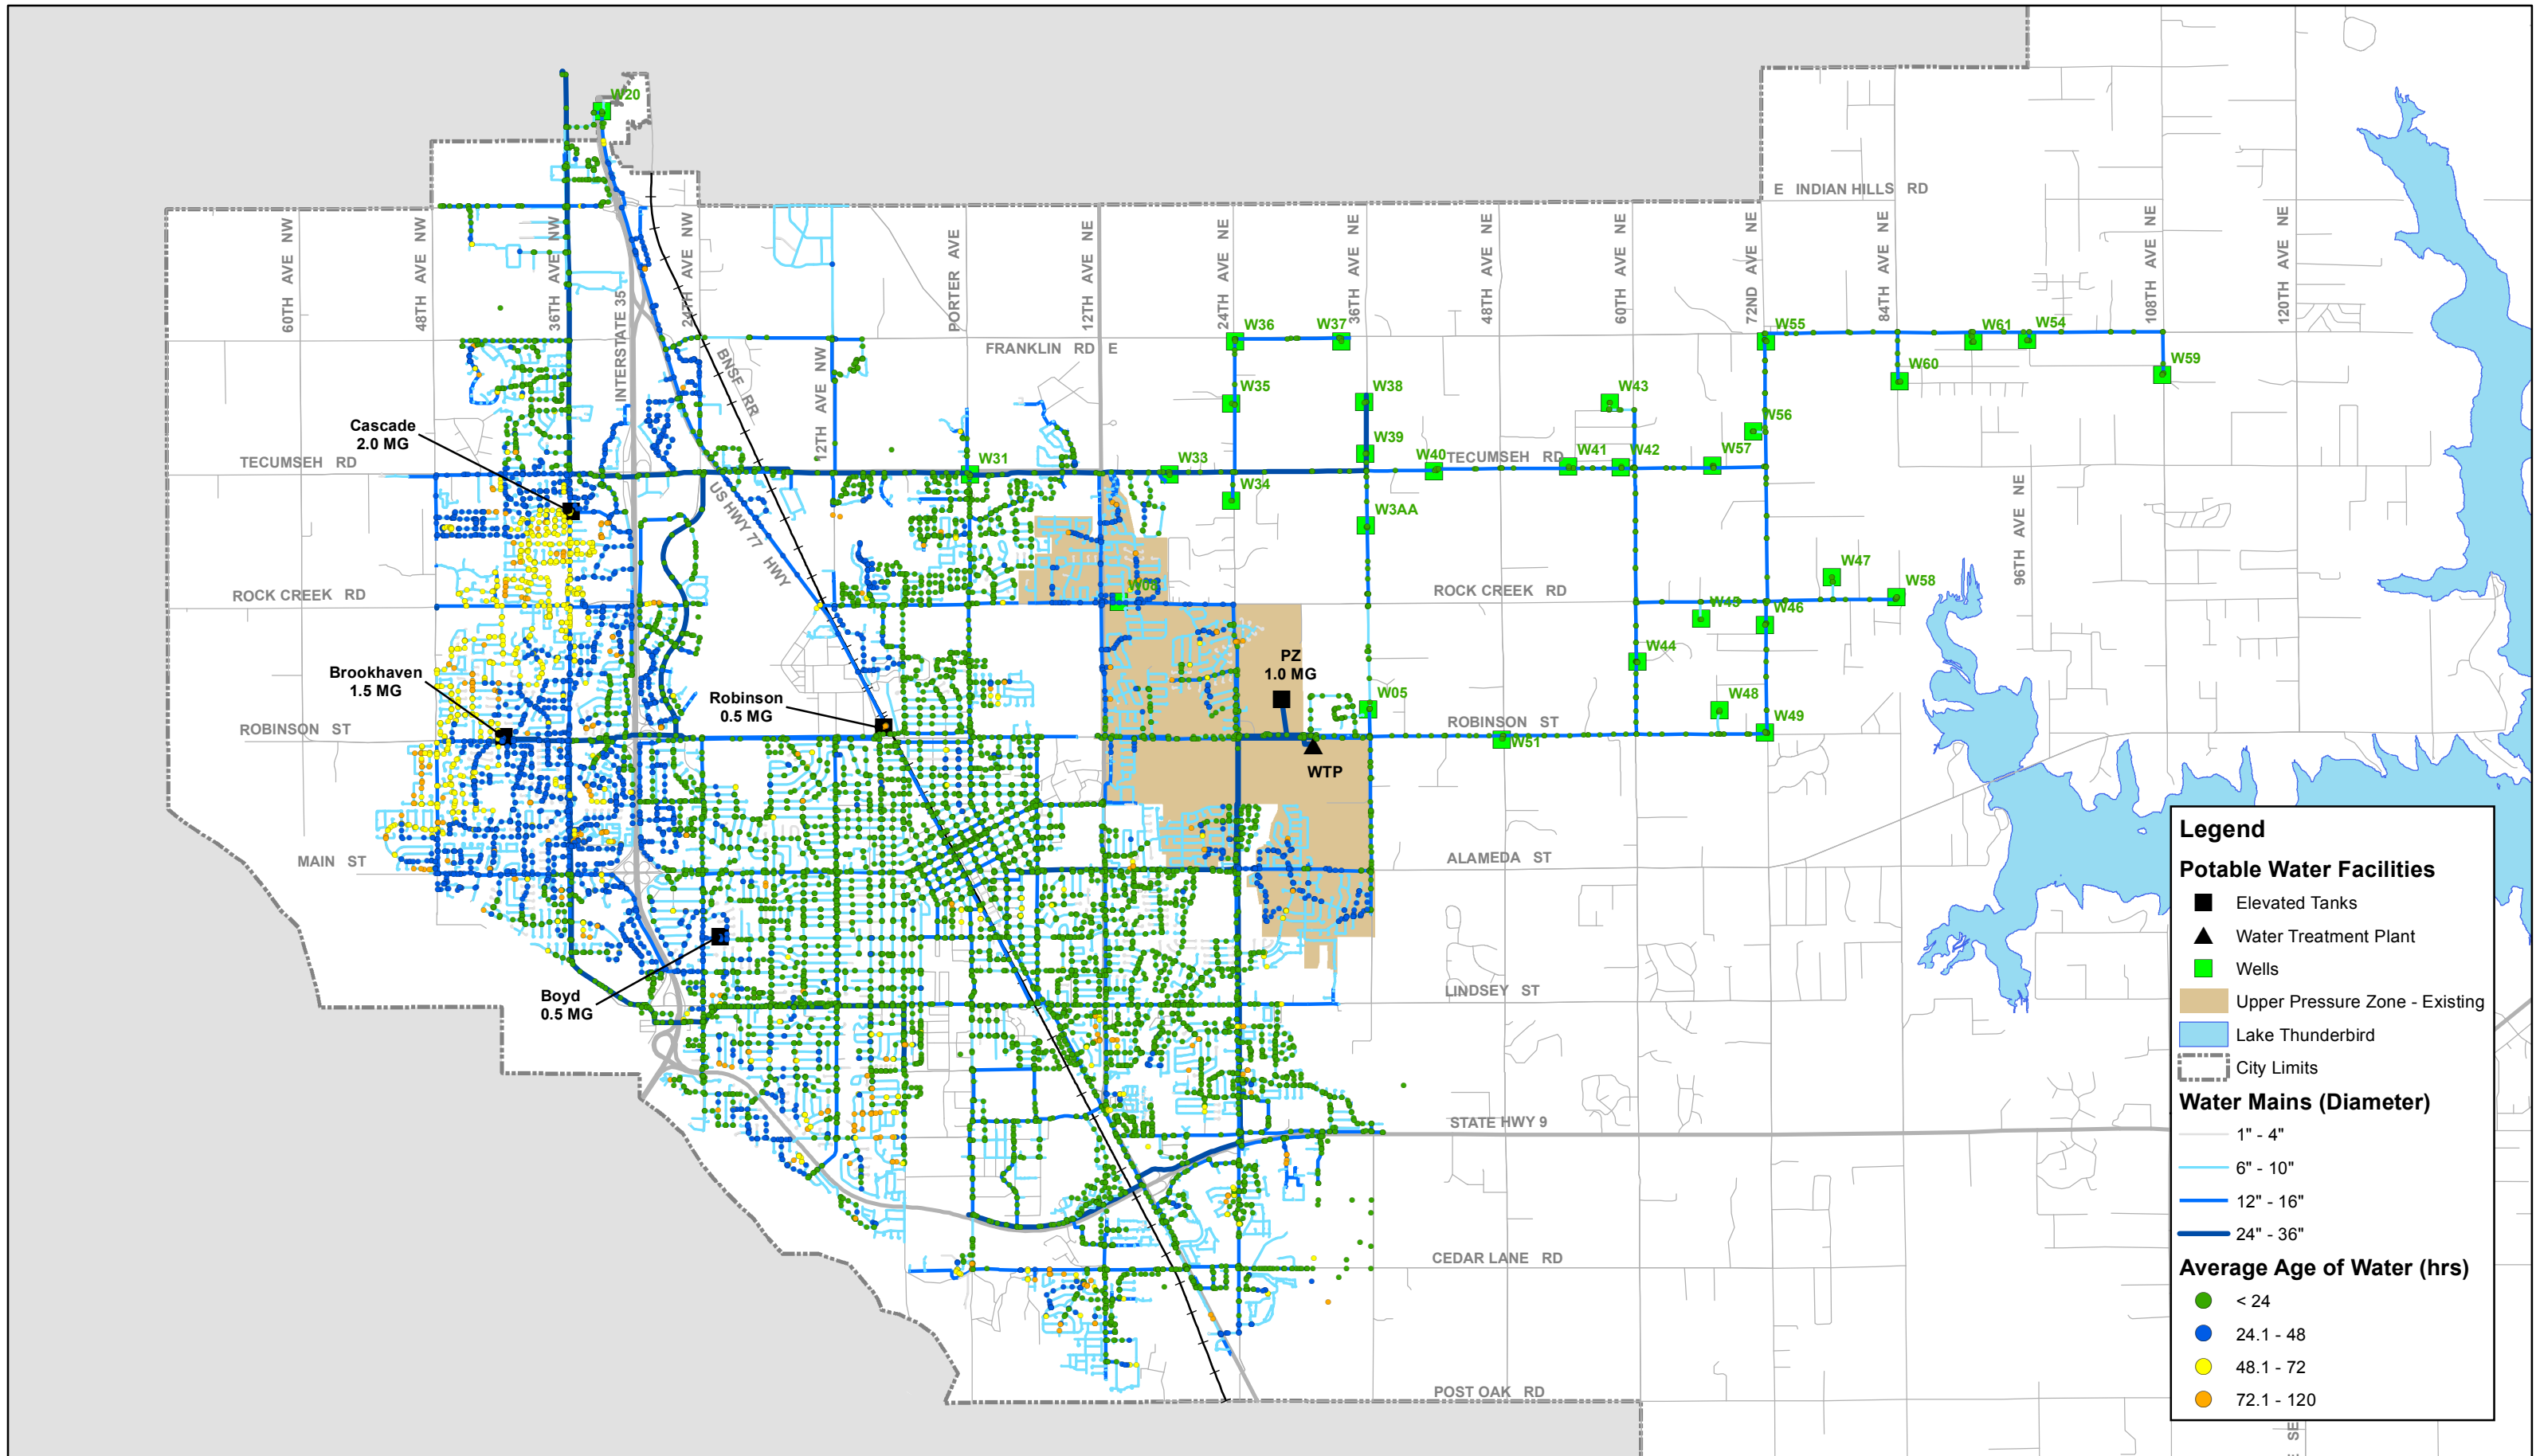 W20
E INDIAN HILLS RD
60TH AVE NW
48TH AVE NW
36TH AVE NW
INTERSTATE 35
24TH AVE NW
BNSF RR
12TH AVE NW
PORTER AVE
12TH AVE NE
24TH AVE NE
36TH AVE NE
48TH AVE NE
60TH AVE NE
72ND AVE NE
84TH AVE NE
96TH AVE NE
108TH AVE NE
120TH AVE NE
FRANKLIN RD E
W36
W37
W55
W61
W54
W59
W60
W35
W38
W43
W56
W39
Cascade
2.0 MG
TECUMSEH RD
W31
W33
W34
W40
TECUMSEH RD
W41
W42
W57
W3AA
US HWY 77 HWY
ROCK CREEK RD
ROCK CREEK RD
W47
W58
W45
W46
W44
Brookhaven
1.5 MG
Robinson
0.5 MG
PZ
1.0 MG
W05
W48
W49
ROBINSON ST
ROBINSON ST
W51
WTP
MAIN ST
ALAMEDA ST
Boyd
0.5 MG
LINDSEY ST
STATE HWY 9
CEDAR LANE RD
POST OAK RD
SE
Legend
Potable Water Facilities
Elevated Tanks
Water Treatment Plant
Wells
Upper Pressure Zone - Existing
Lake Thunderbird
City Limits
Water Mains (Diameter)
1" - 4"
6" - 10"
12" - 16"
24" - 36"
Average Age of Water (hrs)
< 24
24.1 - 48
48.1 - 72
72.1 - 120